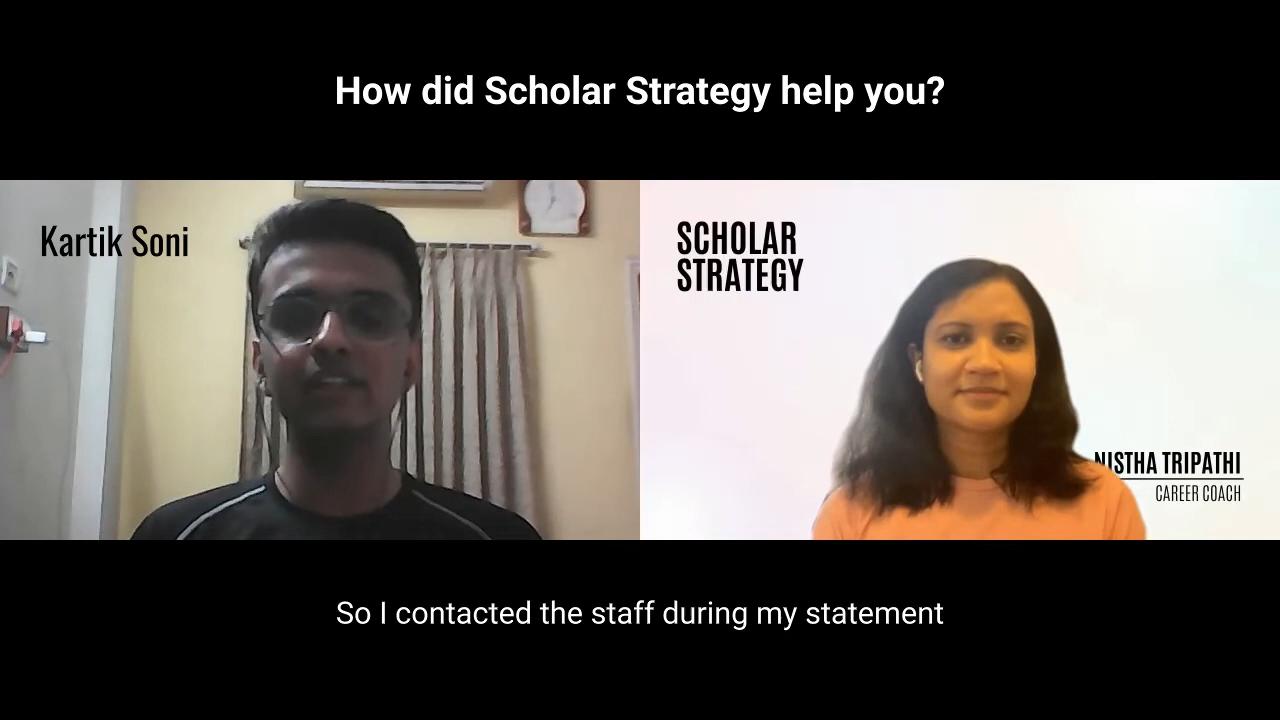 How did Scholar Strategy help you?
Kartik Soni
SCHOLAR
STRATEGY
NISTHA TRIPATHI
CAREER COACH
So I contacted the staff during my statement